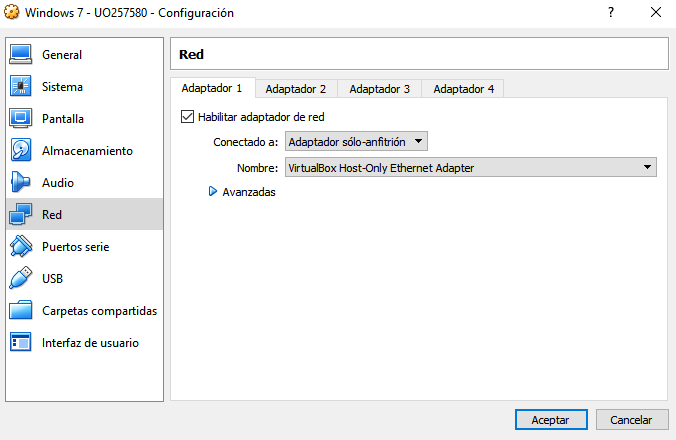 Windows 7 - UO257580 - Configuración
General
Sistema
Pantalla
Almacenamiento
Audio
Red
Puertos serie
USB
Carpetas compartidas
Interfaz de usuario
Red
Adaptador 1 Adaptador 2 Adaptador 3 Adaptador 4
Habilitar adaptador de red
Conectado a: Adaptador sólo-anfitrión
Nombre: VirtualBox Host-Only Ethernet Adapter
Avanzadas
Aceptar Cancelar